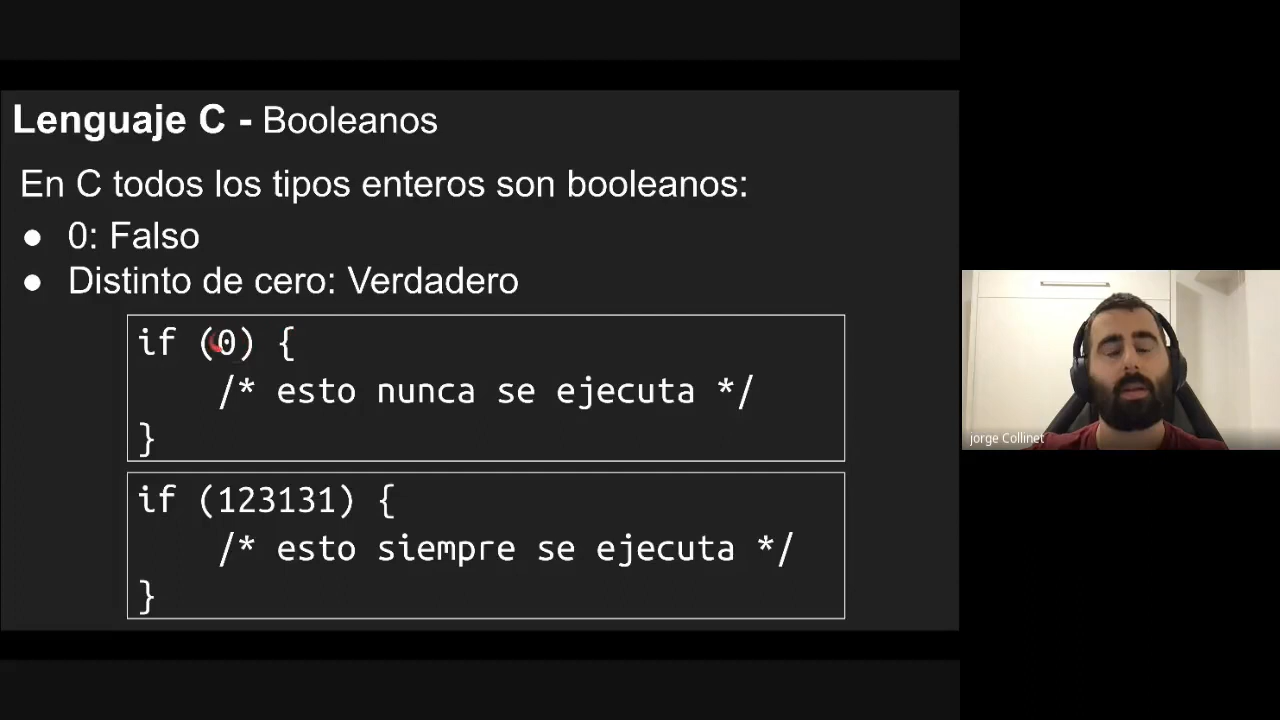 Lenguaje C - Booleanos
En C todos los tipos enteros son booleanos:
● 0: Falso
● Distinto de cero: Verdadero
if (0) {
    /* esto nunca se ejecuta */
}
if (123131) {
    /* esto siempre se ejecuta */
}
jorge Collinet